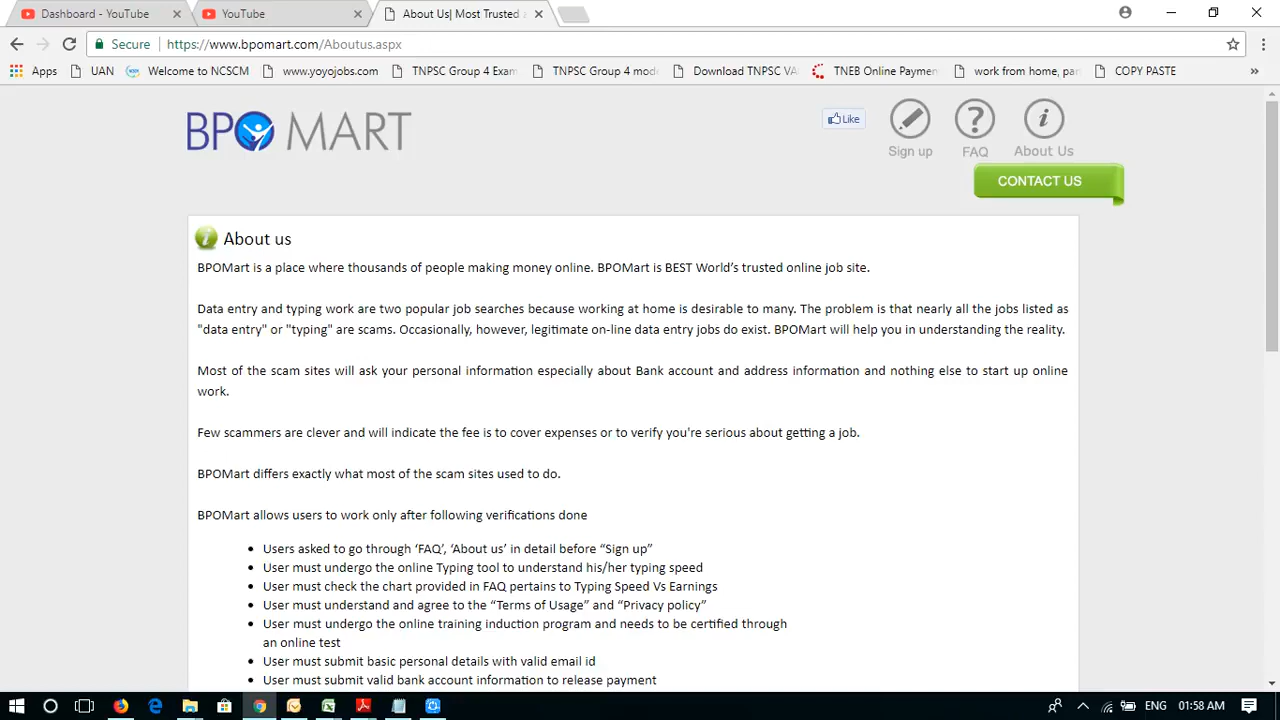 Dashboard - YouTube
YouTube
About Us| Most Trusted
Secure
https://www.bpomart.com/Aboutus.aspx
Apps
UAN
Welcome to NCSCM
www.yoyojobs.com
TNPSC Group 4 Exam
TNPSC Group 4 mode
Download TNPSC VA
TNEB Online Paymen
work from home, par
COPY PASTE
»
BPO MART
Like
Sign up
FAQ
About Us
CONTACT US
About us
BPOMart is a place where thousands of people making money online. BPOMart is BEST World’s trusted online job site.
Data entry and typing work are two popular job searches because working at home is desirable to many. The problem is that nearly all the jobs listed as
"data entry" or "typing" are scams. Occasionally, however, legitimate on-line data entry jobs do exist. BPOMart will help you in understanding the reality.
Most of the scam sites will ask your personal information especially about Bank account and address information and nothing else to start up online
work.
Few scammers are clever and will indicate the fee is to cover expenses or to verify you're serious about getting a job.
BPOMart differs exactly what most of the scam sites used to do.
BPOMart allows users to work only after following verifications done
• Users asked to go through ‘FAQ’, ‘About us’ in detail before “Sign up”
• User must undergo the online Typing tool to understand his/her typing speed
• User must check the chart provided in FAQ pertains to Typing Speed Vs Earnings
• User must understand and agree to the “Terms of Usage” and “Privacy policy”
• User must undergo the online training induction program and needs to be certified through
an online test
• User must submit basic personal details with valid email id
• User must submit valid bank account information to release payment
ENG
01:58 AM